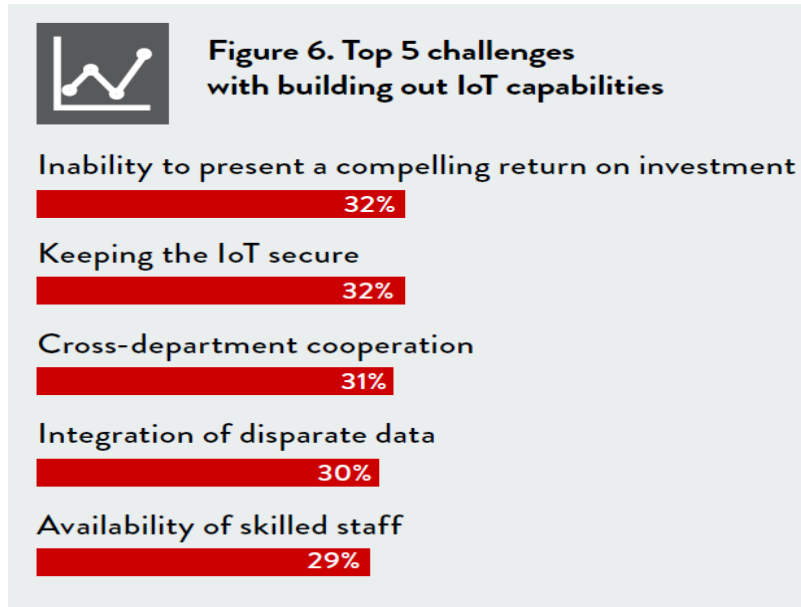 Figure 6. Top 5 challenges
with building out IoT capabilities
Inability to present a compelling return on investment
32%
Keeping the IoT secure
32%
Cross-department cooperation
31%
Integration of disparate data
30%
Availability of skilled staff
29%